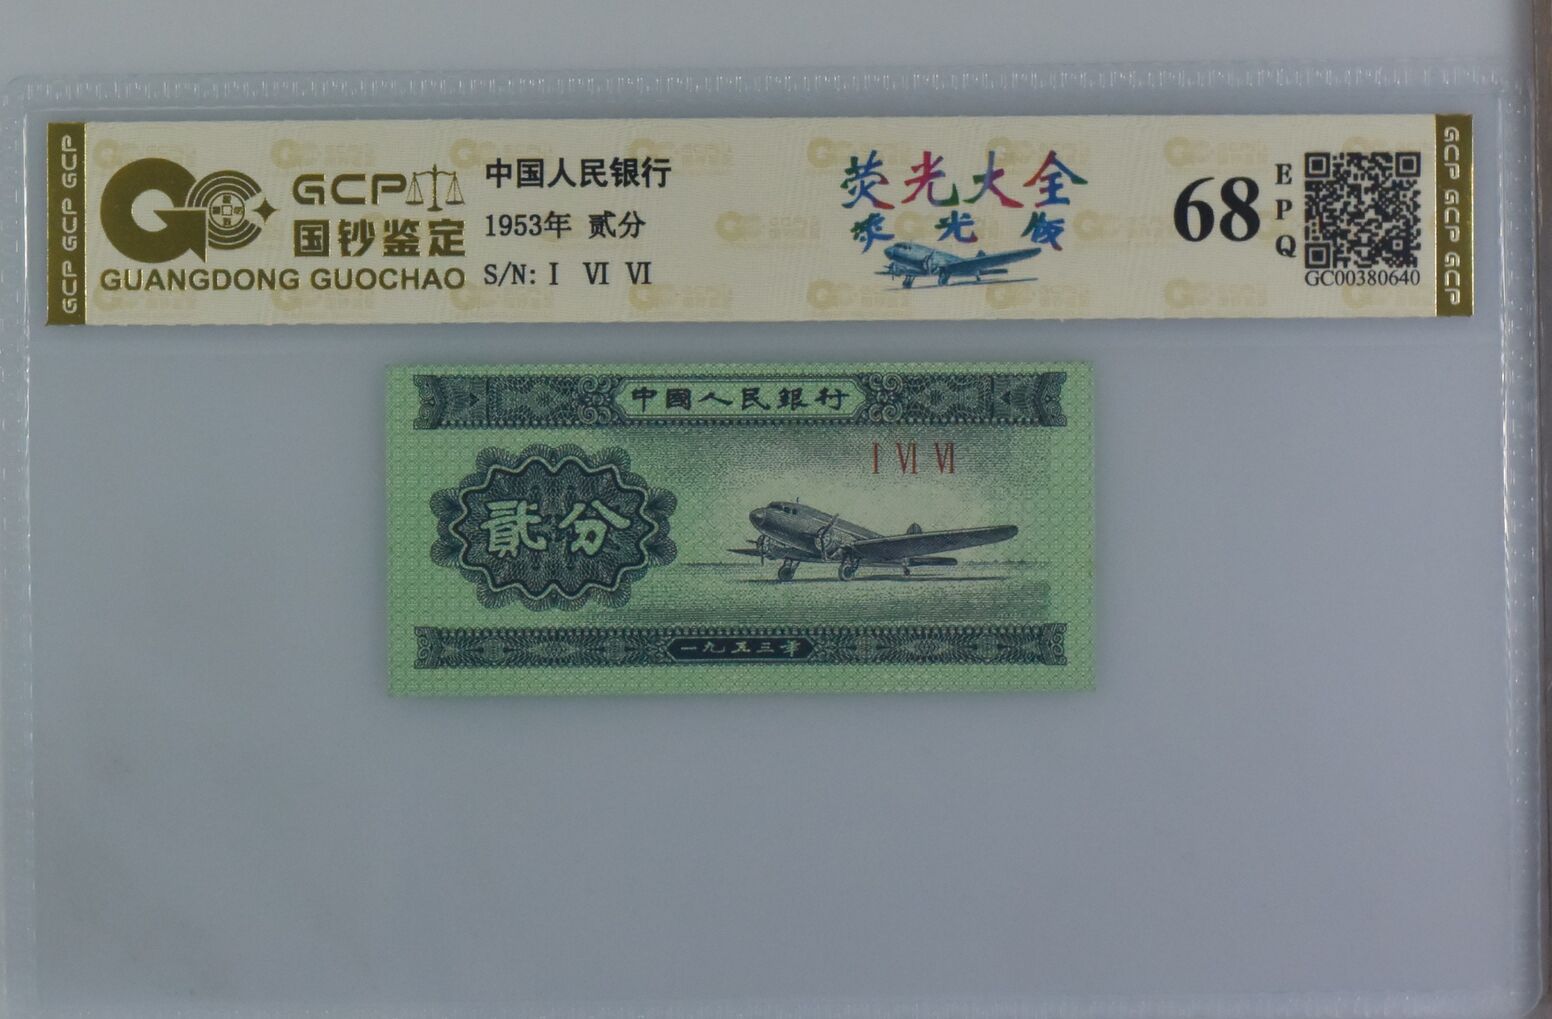 GCP GCP GCP
GCP
国钞鉴定
GUANGDONG GUOCHAO
中国人民银行
1953年 贰分
S/N: I VI VI
荧光大全
荧光版
68
EPQ
GC00380640
GCP GCP GCP
中國人民銀行
I VI VI
貳分
一九五三年